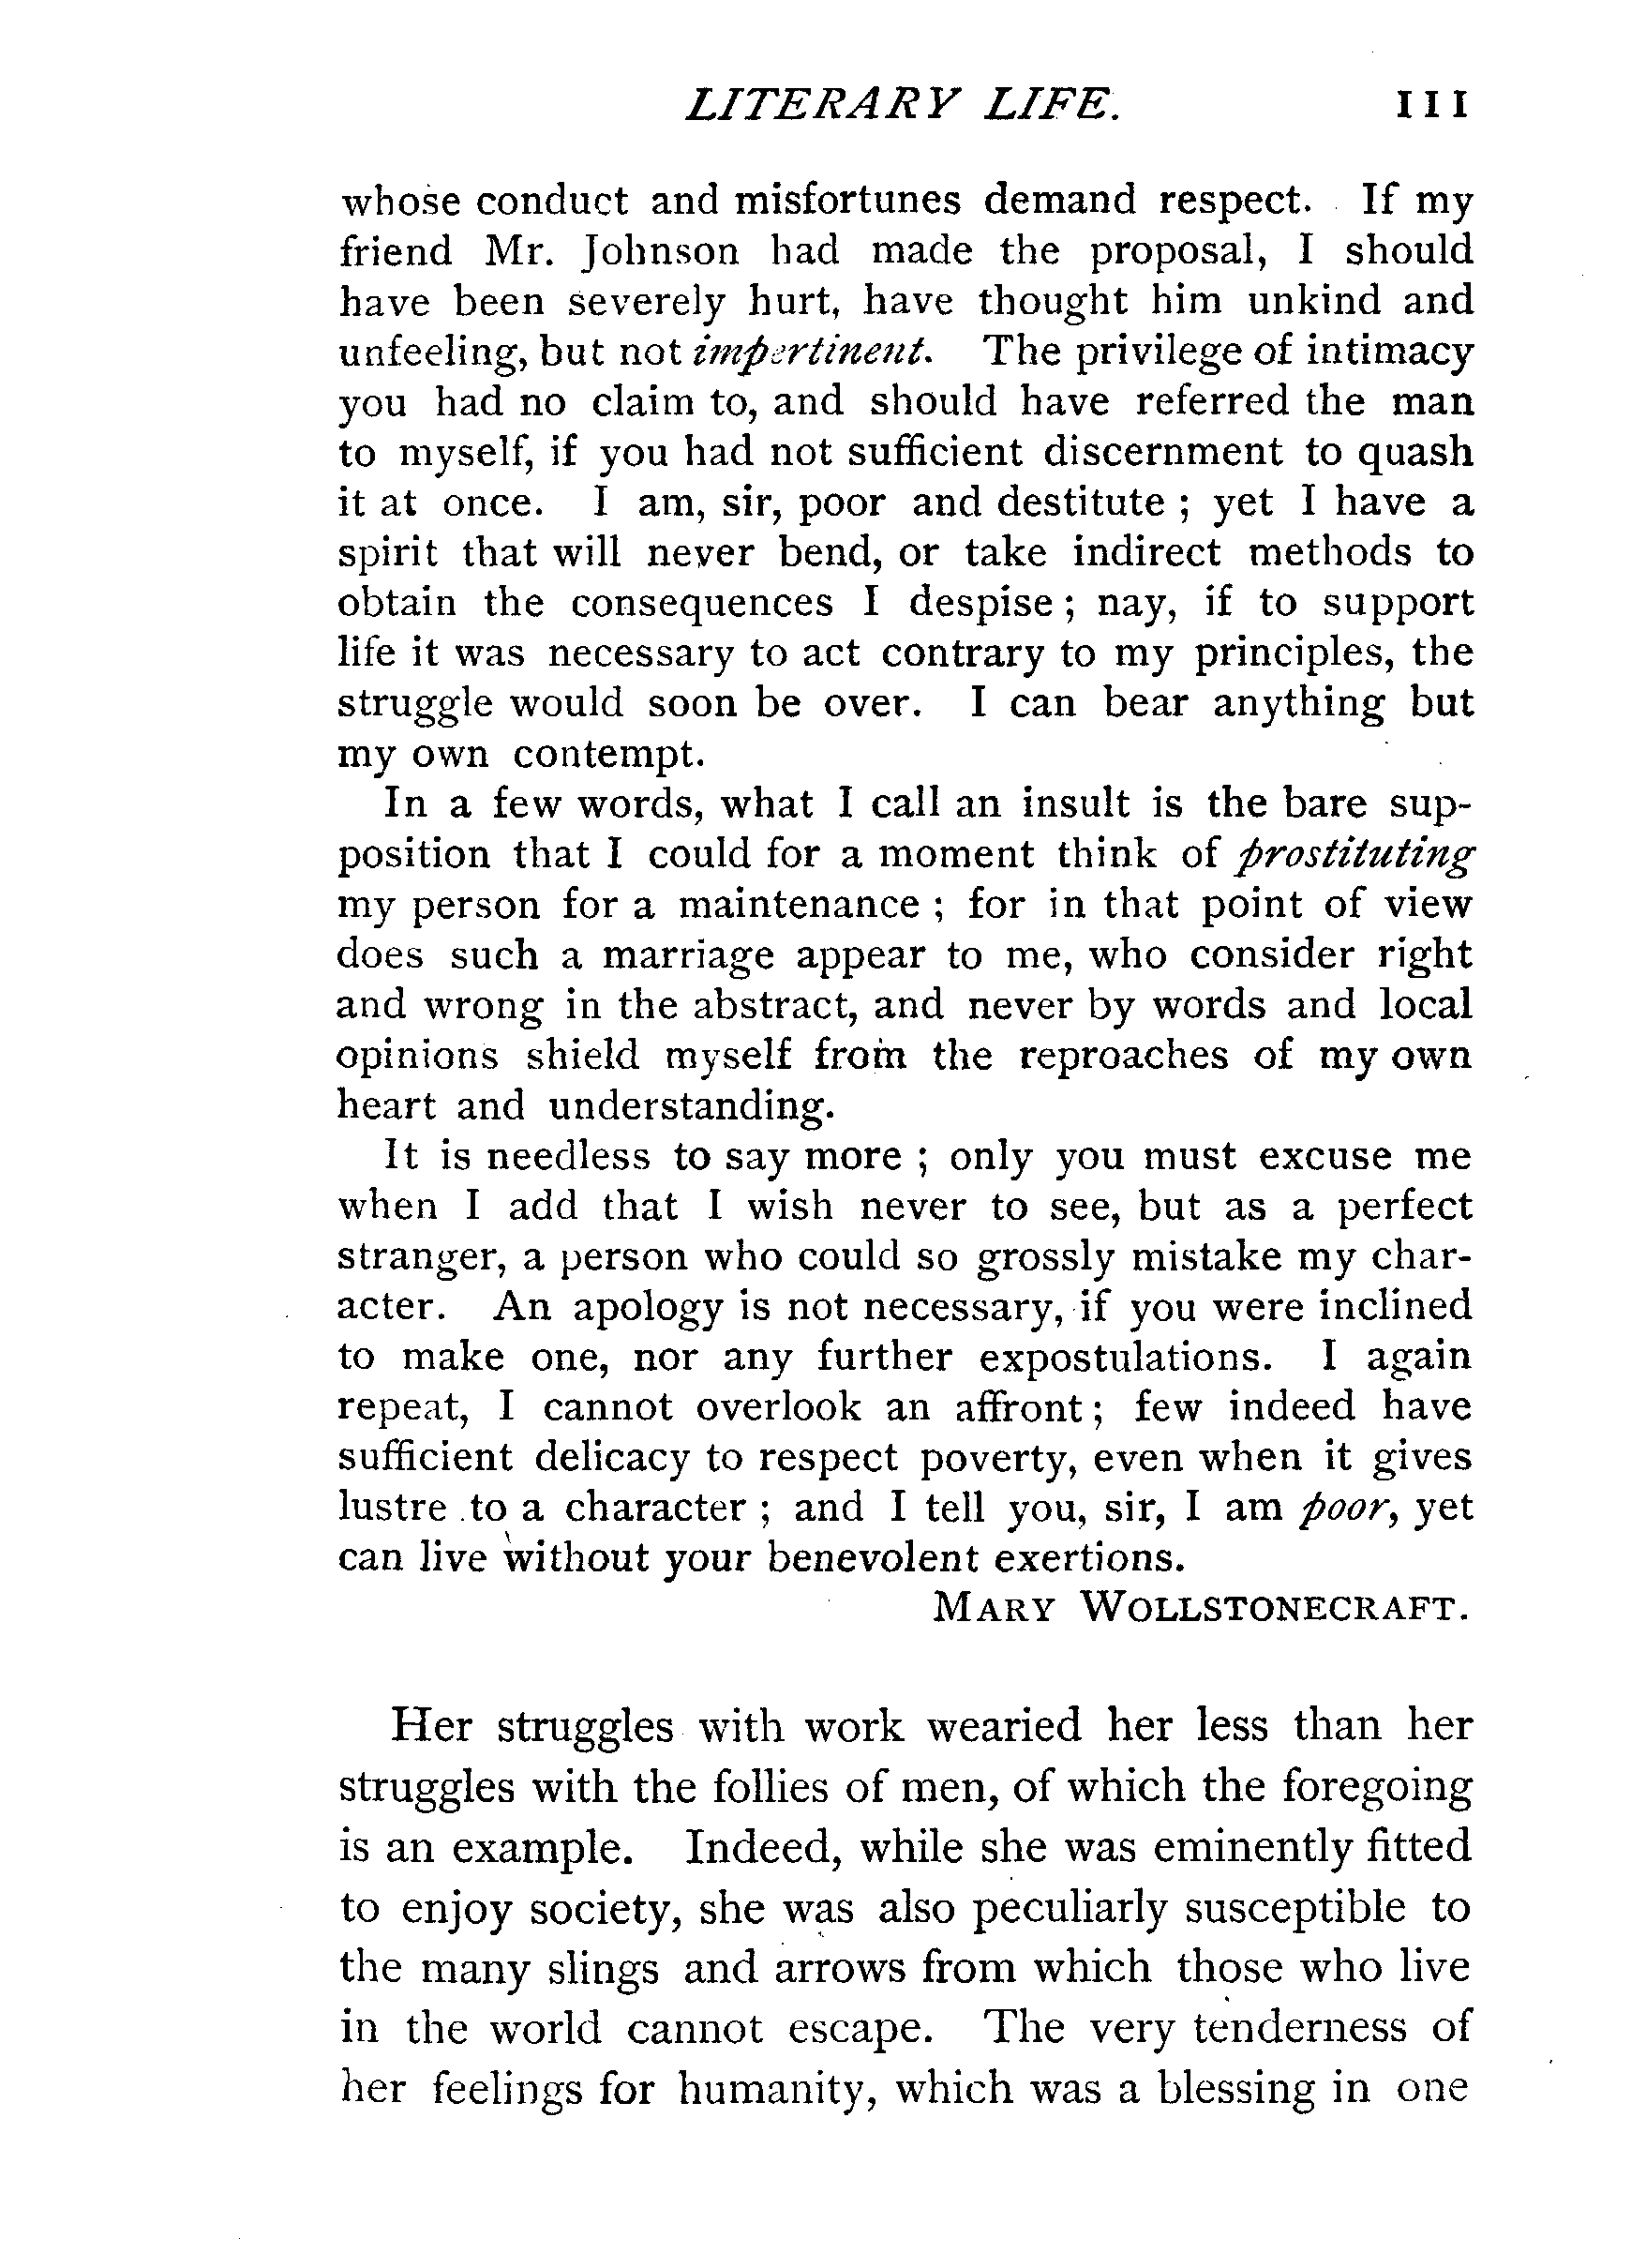 LITERARY LIFE. 111
whose conduct and misfortunes demand respect. If my
friend Mr. Johnson had made the proposal, I should
have been severely hurt, have thought him unkind and
unfeeling, but not impertinent. The privilege of intimacy
you had no claim to, and should have referred the man
to myself, if you had not sufficient discernment to quash
it at once. I am, sir, poor and destitute ; yet I have a
spirit that will never bend, or take indirect methods to
obtain the consequences I despise ; nay, if to support
life it was necessary to act contrary to my principles, the
struggle would soon be over. I can bear anything but
my own contempt.
In a few words, what I call an insult is the bare sup-
position that I could for a moment think of prostituting
my person for a maintenance ; for in that point of view
does such a marriage appear to me, who consider right
and wrong in the abstract, and never by words and local
opinions shield myself from the reproaches of my own
heart and understanding.
It is needless to say more ; only you must excuse me
when I add that I wish never to see, but as a perfect
stranger, a person who could so grossly mistake my char-
acter. An apology is not necessary, if you were inclined
to make one, nor any further expostulations. I again
repeat, I cannot overlook an affront ; few indeed have
sufficient delicacy to respect poverty, even when it gives
lustre to a character ; and I tell you, sir, I am poor, yet
can live without your benevolent exertions.
MARY WOLLSTONECRAFT.
Her struggles with work wearied her less than her
struggles with the follies of men, of which the foregoing
is an example. Indeed, while she was eminently fitted
to enjoy society, she was also peculiarly susceptible to
the many slings and arrows from which those who live
in the world cannot escape. The very tenderness of
her feelings for humanity, which was a blessing in one